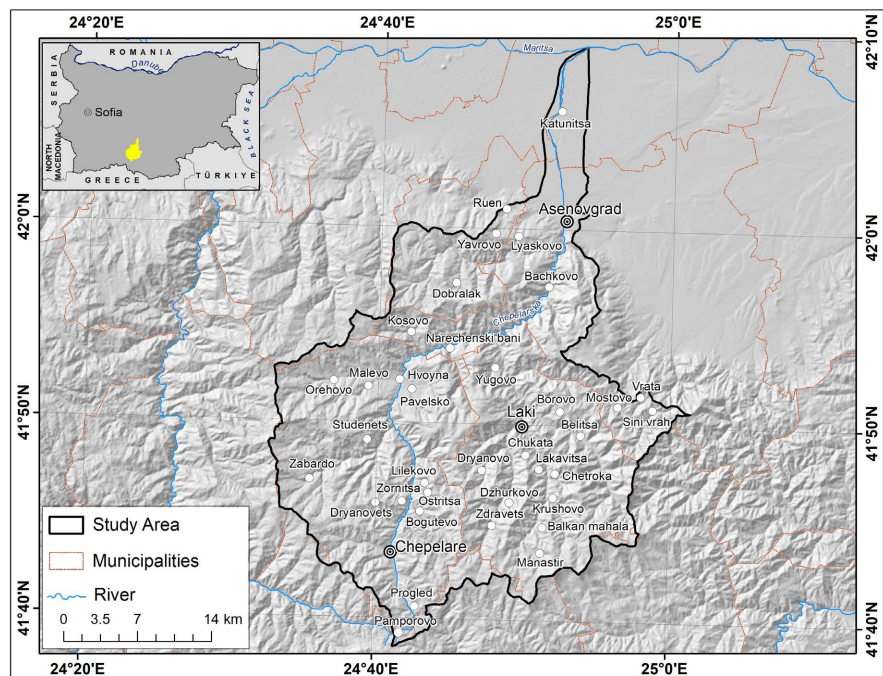 24°20'E 24°40'E 25°0'E
42°10'N
ROMANIA
Danube
SERBIA
Sofia
BLACK SEA
NORTH
MACEDONIA
GREECE
TÜRKIYE
Maritsa
Katunitsa
42°0'N
42°0'N
Ruen
Asenovgrad
Yavrovo
Lyaskovo
Bachkovo
Dobralak
Chepelarska
Kosovo
Narechenski bani
Malevo
Hvoyna
Yugovo
Orehovo
Pavelsko
Vrata
Borovo
Mostovo
41°50'N
41°50'N
Laki
Belitsa
Sini vrah
Studenets
Chukata
Zabardo
Lilekovo
Dryanovo
Lakavitsa
Chetroka
Zornitsa
Ostritsa
Dzhurkovo
Krushovo
Dryanovets
Bogutevo
Zdravets
Balkan mahala
Chepelare
Manastir
Progled
Pamporovo
41°40'N
41°40'N
Study Area
Municipalities
River
0 3.5 7 14 km
24°20'E 24°40'E 25°0'E